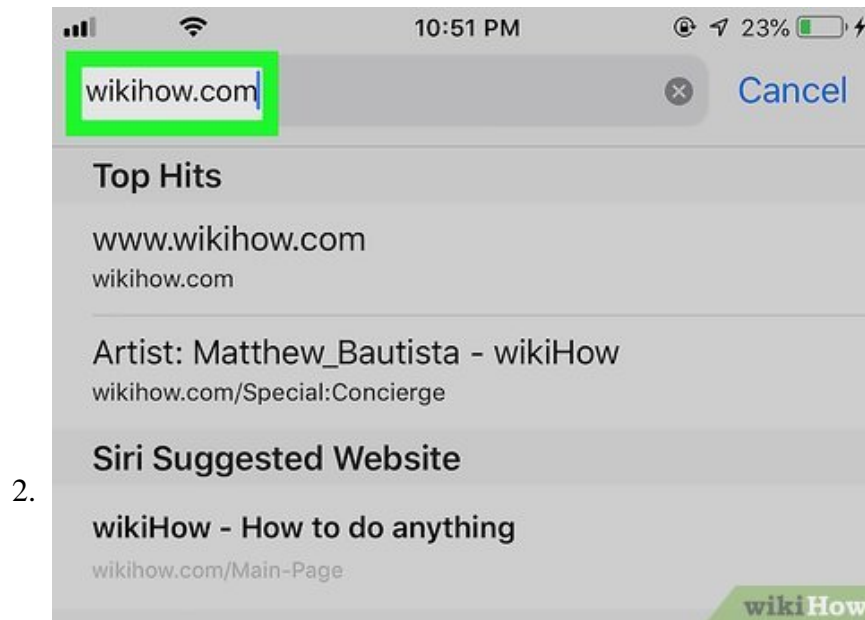 10:51 PM 23%
wikihow.com Cancel
Top Hits
www.wikihow.com
wikihow.com
Artist: Matthew_Bautista - wikiHow
wikihow.com/Special:Concierge
Siri Suggested Website
2.
wikiHow - How to do anything
wikihow.com/Main-Page
wikiHow